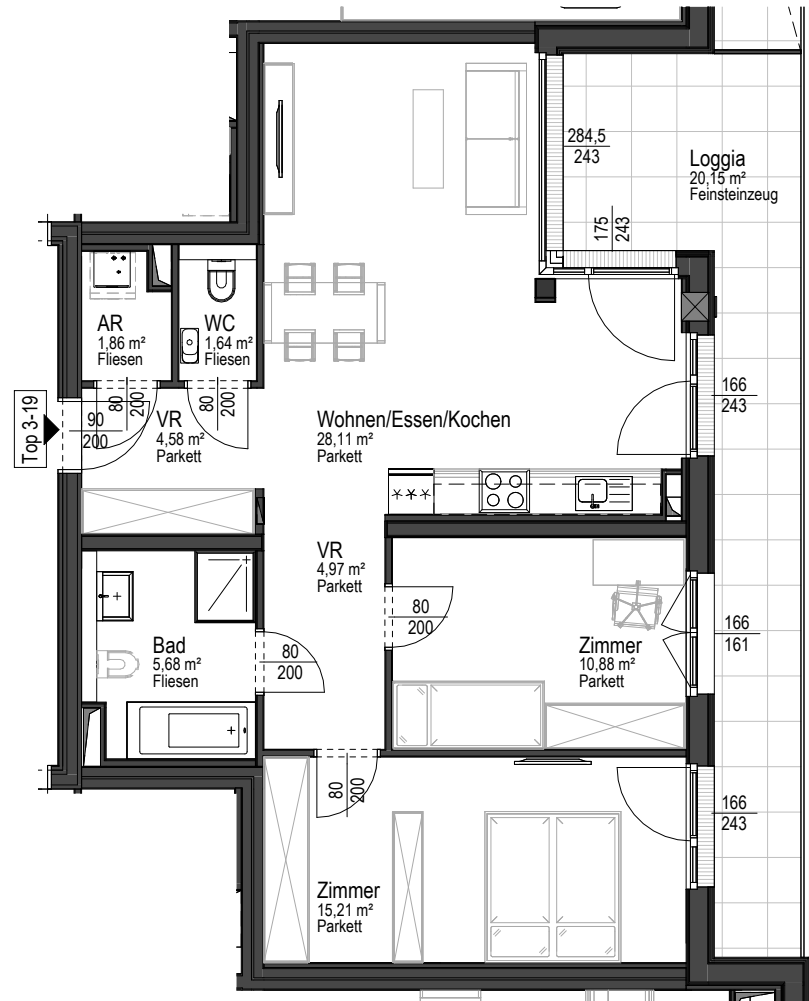 284,5
243
Loggia
20,15 m²
Feinsteinzeug
175
243
AR
1,86 m²
Fliesen
WC
1,64 m²
Fliesen
Top 3-19
90
200
80
200
VR
4,58 m²
Parkett
80
200
Wohnen/Essen/Kochen
28,11 m²
Parkett
166
243
VR
4,97 m²
Parkett
80
200
Zimmer
10,88 m²
Parkett
166
161
Bad
5,68 m²
Fliesen
80
200
80
200
166
243
Zimmer
15,21 m²
Parkett